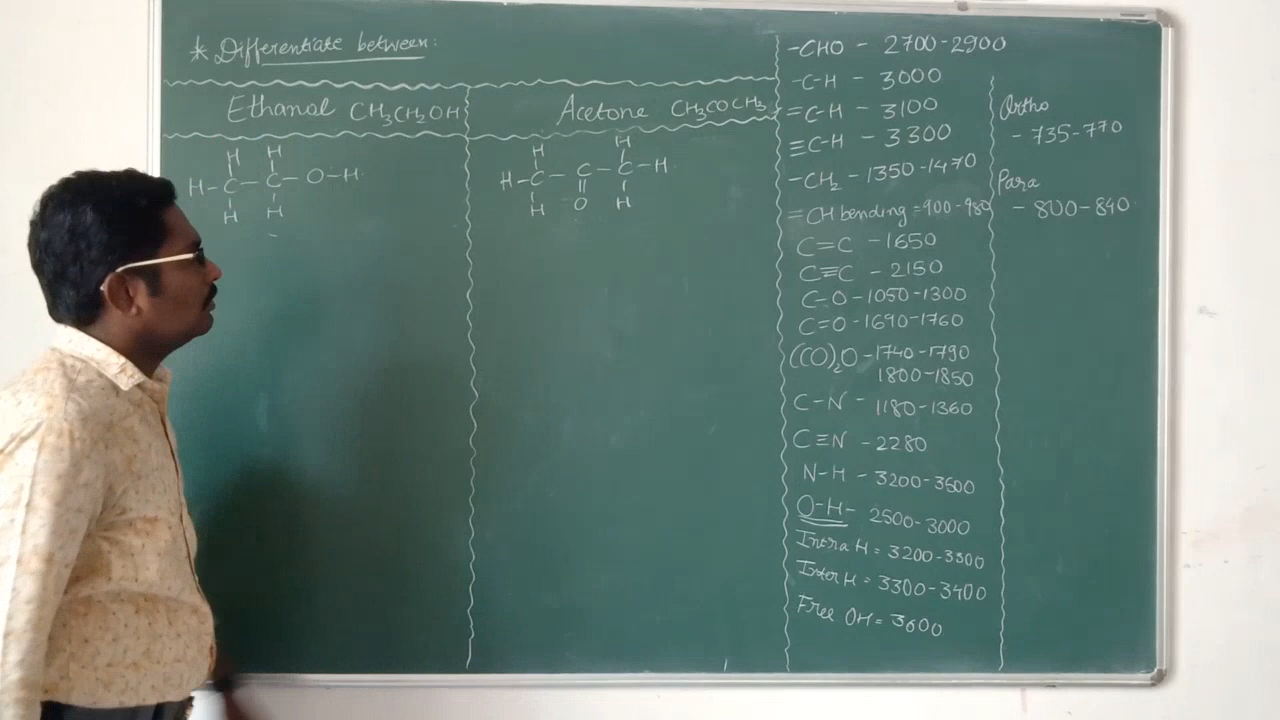 * Differentiate between:
Ethanol CH3CH2OH
Acetone CH3COCH3
H H
H-C-C-O-H
H H
H H
H-C-C-C-H
H O H
-CHO - 2700-2900
-C-H - 3000
=C-H - 3100
≡C-H - 3300
-CH2 - 1350-1470
=CH bending = 900-980
C=C - 1650
C≡C - 2150
C-O - 1050-1300
C=O - 1690-1760
(CO)2O - 1740-1790
1800-1850
C-N - 1180-1360
C≡N - 2280
N-H - 3200-3600
O-H - 2500-3000
Intra H = 3200-3300
Inter H = 3300-3400
Free OH = 3600
Ortho
- 735-770
Para
- 800-840